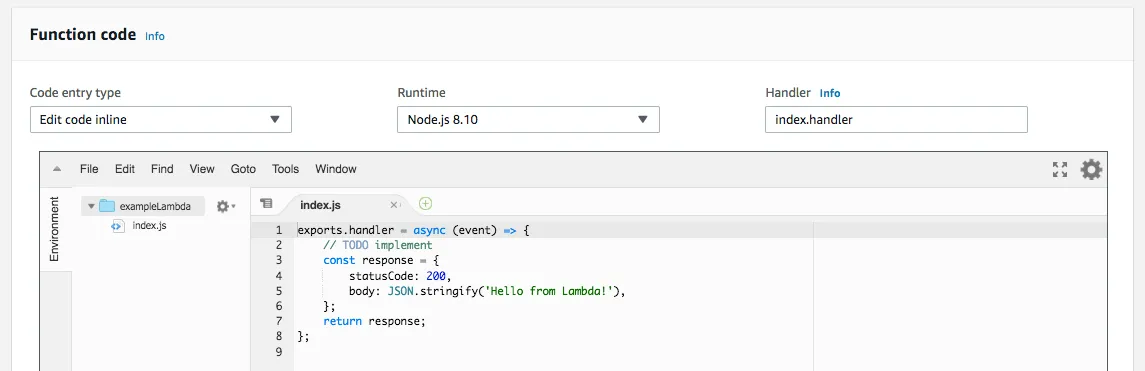 Function code Info
Code entry type Runtime Handler Info
Edit code inline Node.js 8.10 index.handler
File Edit Find View Goto Tools Window
Environment
exampleLambda
index.js
index.js
1 exports.handler = async (event) => {
2     // TODO implement
3     const response = {
4         statusCode: 200,
5         body: JSON.stringify('Hello from Lambda!'),
6     };
7     return response;
8 };
9